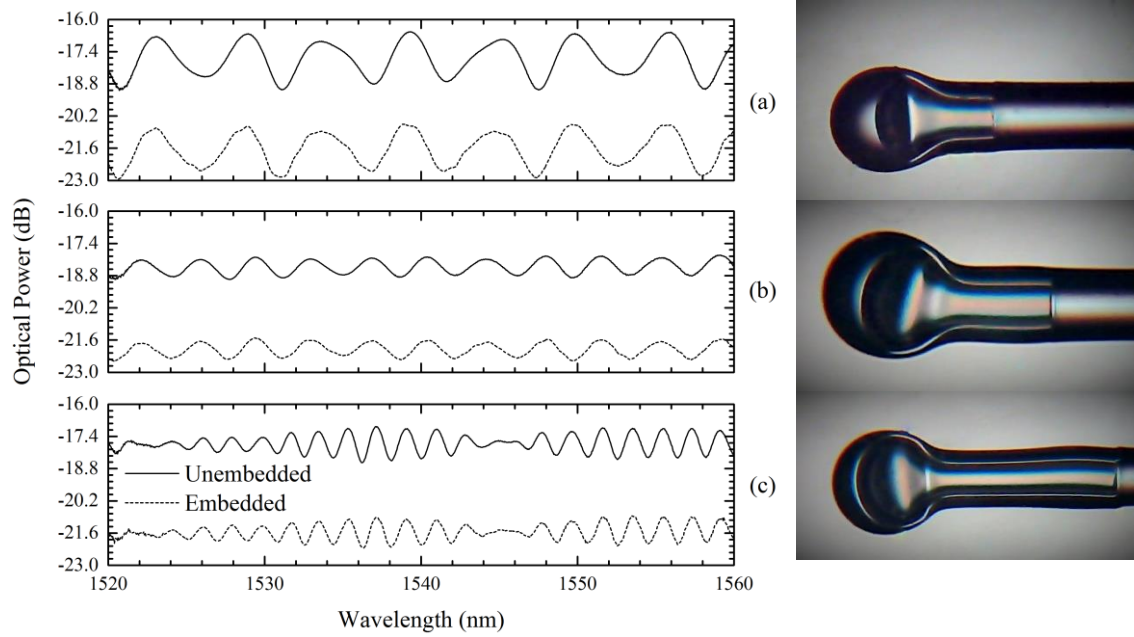 -16.0
-17.4
-18.8
-20.2
-21.6
-23.0
(a)
-16.0
-17.4
-18.8
-20.2
-21.6
-23.0
(b)
-16.0
-17.4
-18.8
-20.2
-21.6
-23.0
(c)
Unembedded
Embedded
Optical Power (dB)
1520 1530 1540 1550 1560
Wavelength (nm)